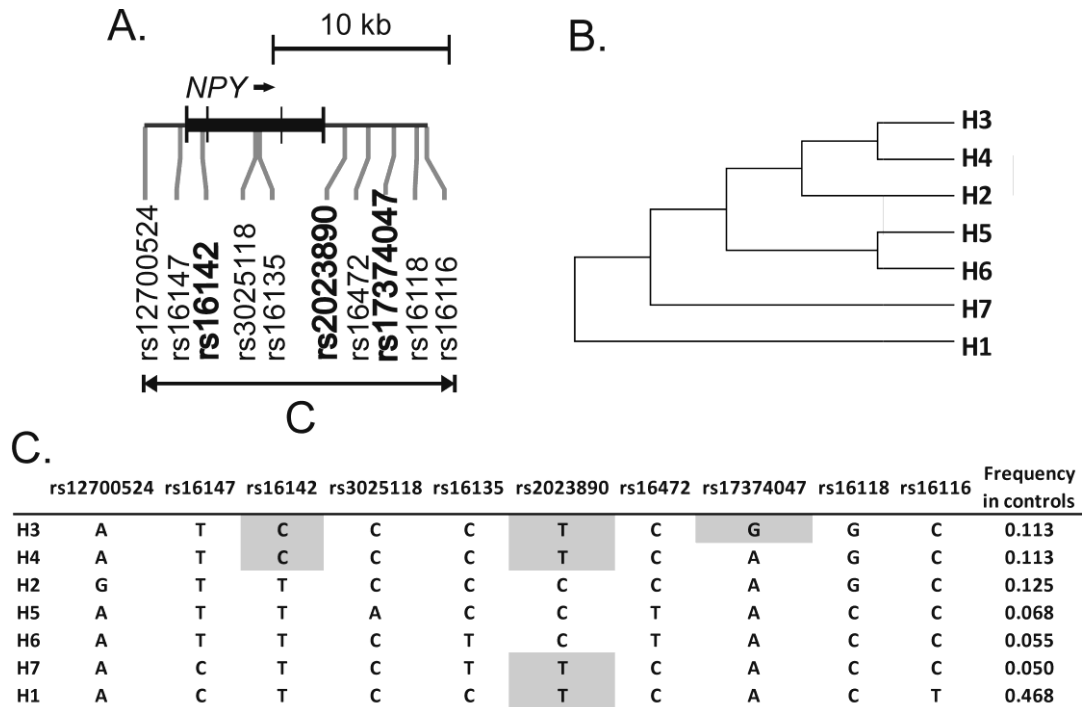 A.
10 kb
NPY
rs12700524
rs16147
rs16142
rs3025118
rs16135
rs2023890
rs16472
rs17374047
rs16118
rs16116
C
B.
H3
H4
H2
H5
H6
H7
H1
C.
rs12700524 rs16147 rs16142 rs3025118 rs16135 rs2023890 rs16472 rs17374047 rs16118 rs16116 Frequency in controls
H3 A T C C C T C G G C 0.113
H4 A T C C C T C A G C 0.113
H2 G T T C C C C A G C 0.125
H5 A T T A C C T A C C 0.068
H6 A T T C T C T A C C 0.055
H7 A C T C T T C A C C 0.050
H1 A C T C C T C A C T 0.468